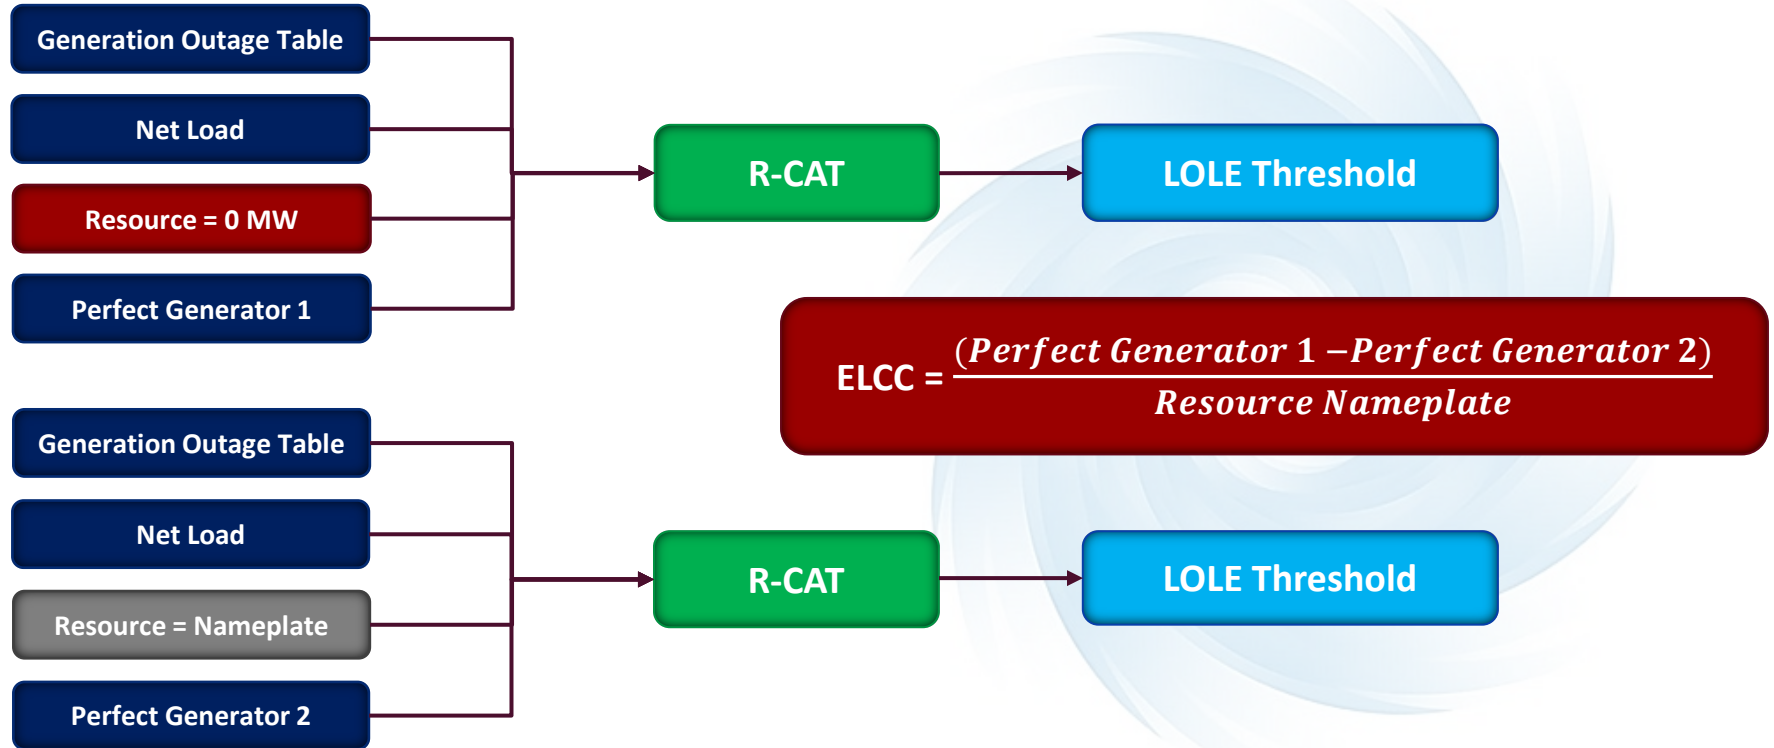 Generation Outage Table
Net Load
Resource = 0 MW
Perfect Generator 1
R-CAT
LOLE Threshold
ELCC = (Perfect Generator 1 –Perfect Generator 2)
Resource Nameplate
Generation Outage Table
Net Load
Resource = Nameplate
Perfect Generator 2
R-CAT
LOLE Threshold